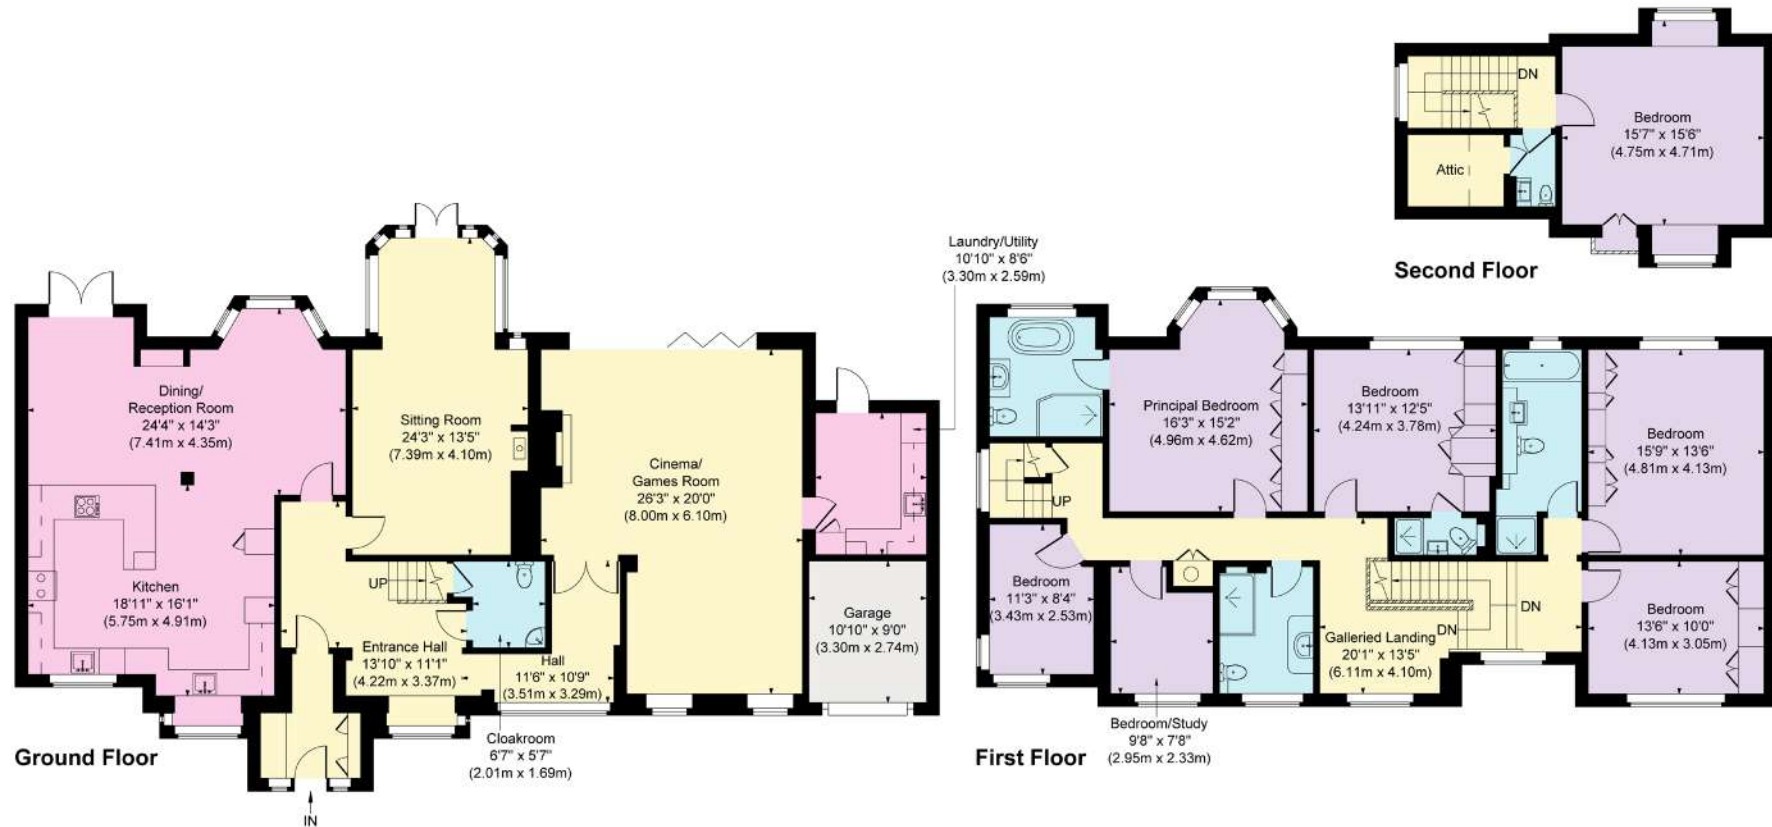 DN
Bedroom
15'7" x 15'6"
(4.75m x 4.71m)
Attic
Second Floor
Laundry/Utility
10'10" x 8'6"
(3.30m x 2.59m)
Dining/
Reception Room
24'4" x 14'3"
(7.41m x 4.35m)
Sitting Room
24'3" x 13'5"
(7.39m x 4.10m)
Cinema/
Games Room
26'3" x 20'0"
(8.00m x 6.10m)
Kitchen
18'11" x 16'1"
(5.75m x 4.91m)
UP
Garage
10'10" x 9'0"
(3.30m x 2.74m)
Entrance Hall
13'10" x 11'1"
(4.22m x 3.37m)
Hall
11'6" x 10'9"
(3.51m x 3.29m)
Cloakroom
6'7" x 5'7"
(2.01m x 1.69m)
Ground Floor
IN
Principal Bedroom
16'3" x 15'2"
(4.96m x 4.62m)
Bedroom
13'11" x 12'5"
(4.24m x 3.78m)
Bedroom
15'9" x 13'6"
(4.81m x 4.13m)
UP
Bedroom
11'3" x 8'4"
(3.43m x 2.53m)
DN
DN
Galleried Landing
20'1" x 13'5"
(6.11m x 4.10m)
Bedroom
13'6" x 10'0"
(4.13m x 3.05m)
Bedroom/Study
9'8" x 7'8"
(2.95m x 2.33m)
First Floor